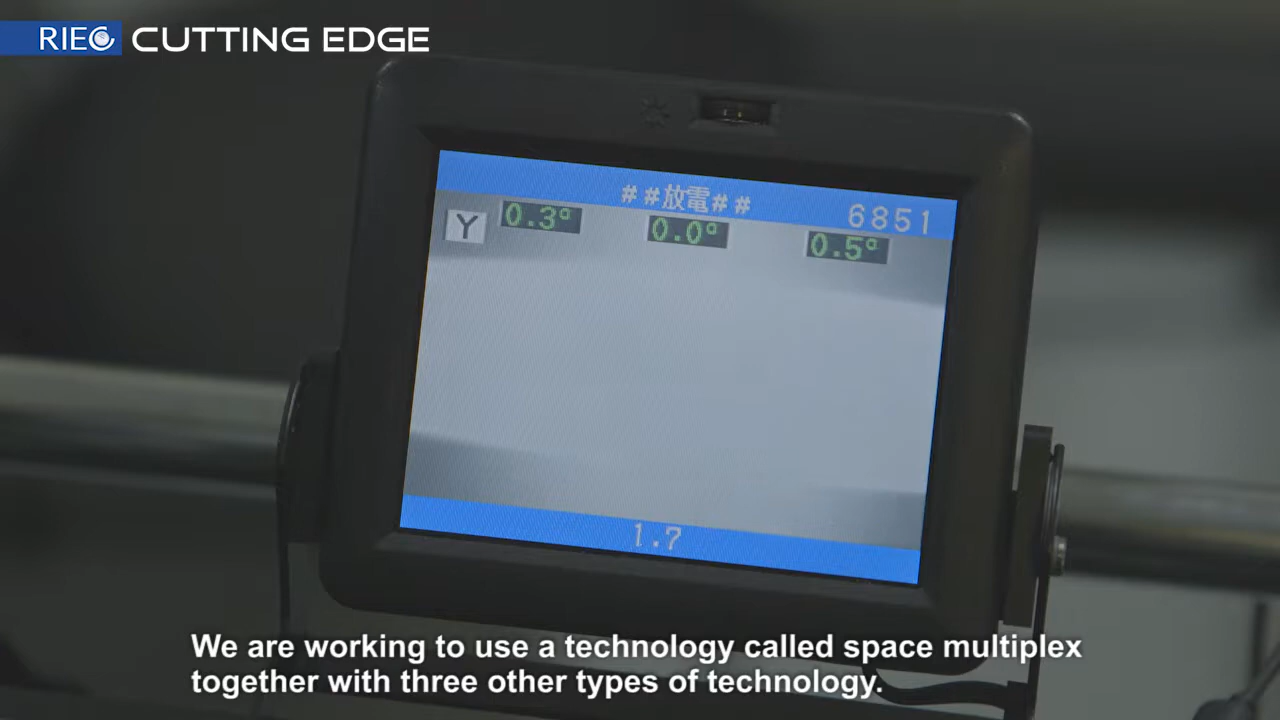 RIEC CUTTING EDGE
##放電##
6851
Y
0.3°
0.0°
0.5°
1.7
We are working to use a technology called space multiplex
together with three other types of technology.